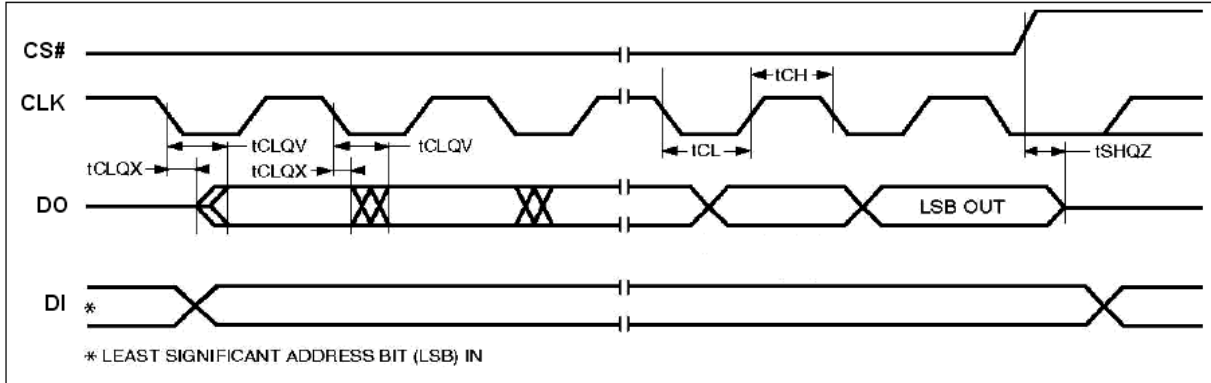 CS#
tCH
CLK
tCLQV
tCLQV
tCL
tSHQZ
tCLQX
tCLQX
DO
LSB OUT
DI
*
* LEAST SIGNIFICANT ADDRESS BIT (LSB) IN